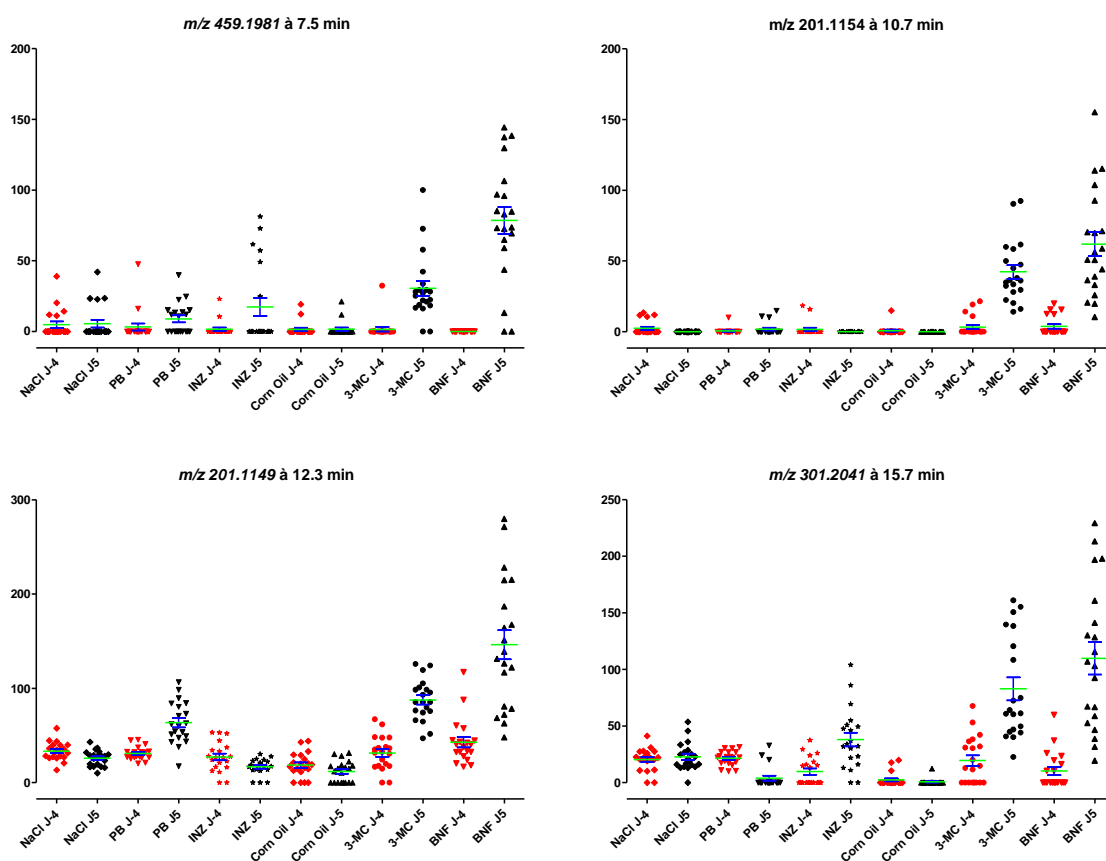 m/z 459.1981 à 7.5 min
200
150
100
50
0
NaCl J-4
NaCl J5
PB J-4
PB J5
INZ J-4
INZ J5
Corn Oil J-4
Corn Oil J-5
3-MC J-4
3-MC J5
BNF J-4
BNF J5
m/z 201.1154 à 10.7 min
200
150
100
50
0
NaCl J-4
NaCl J5
PB J-4
PB J5
INZ J-4
INZ J5
Corn Oil J-4
Corn Oil J-5
3-MC J-4
3-MC J5
BNF J-4
BNF J5
m/z 201.1149 à 12.3 min
300
200
100
0
NaCl J-4
NaCl J5
PB J-4
PB J5
INZ J-4
INZ J5
Corn Oil J-4
Corn Oil J-5
3-MC J-4
3-MC J5
BNF J-4
BNF J5
m/z 301.2041 à 15.7 min
250
200
150
100
50
0
NaCl J-4
NaCl J5
PB J-4
PB J5
INZ J-4
INZ J5
Corn Oil J-4
Corn Oil J-5
3-MC J-4
3-MC J5
BNF J-4
BNF J5